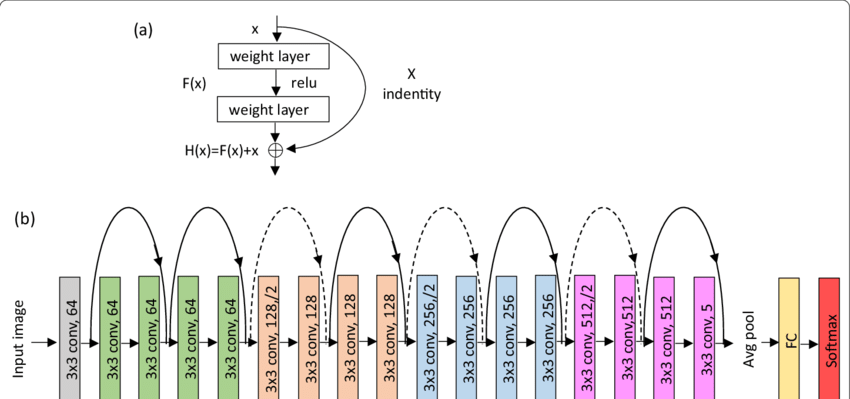 (a)
x
weight layer
F(x)
relu
X
indentity
weight layer
H(x)=F(x)+x
(b)
Input image
3x3 conv, 64
3x3 conv, 64
3x3 conv, 64
3x3 conv, 64
3x3 conv, 64
3x3 conv, 128,/2
3x3 conv, 128
3x3 conv, 128
3x3 conv, 128
3x3 conv, 256,/2
3x3 conv, 256
3x3 conv, 256
3x3 conv, 256
3x3 conv, 512,/2
3x3 conv,512
3x3 conv, 512
3x3 conv, 5
Avg pool
FC
Softmax